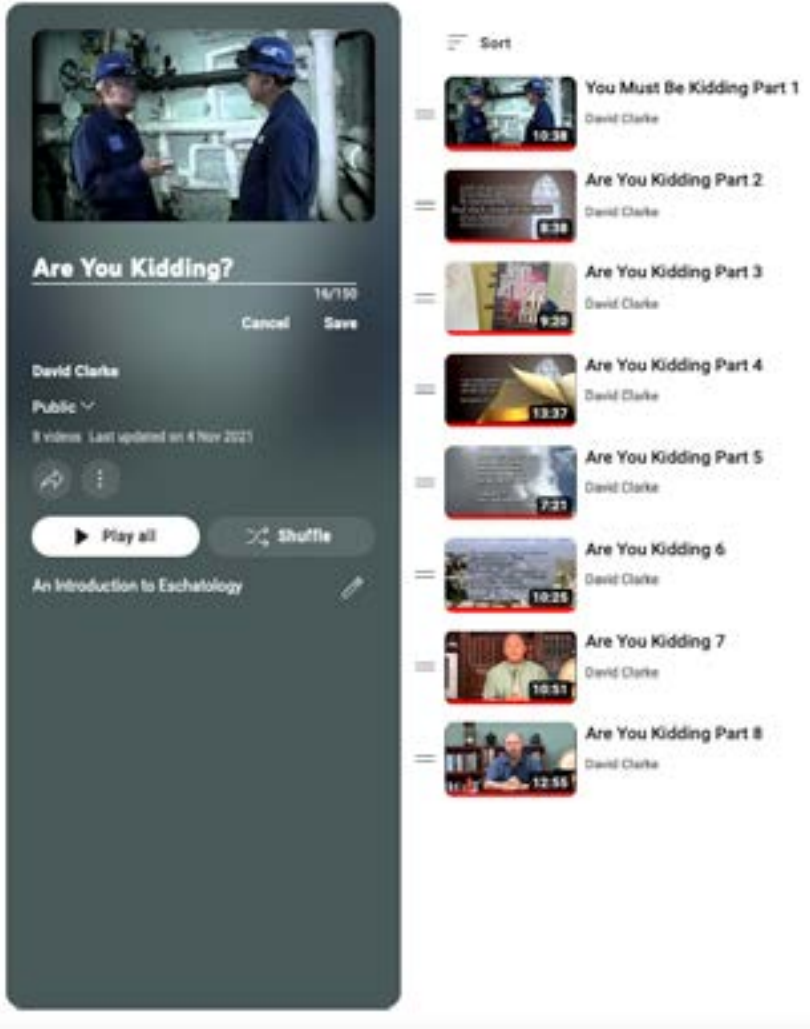 Are You Kidding?
16/150
Cancel Save
David Clarke
Public
8 videos Last updated on 4 Nov 2021
Play all
Shuffle
An Introduction to Eschatology
Sort
You Must Be Kidding Part 1
David Clarke
10:38
Are You Kidding Part 2
David Clarke
8:38
Are You Kidding Part 3
David Clarke
9:20
Are You Kidding Part 4
David Clarke
13:37
Are You Kidding Part 5
David Clarke
7:21
Are You Kidding 6
David Clarke
10:25
Are You Kidding 7
David Clarke
10:51
Are You Kidding Part 8
David Clarke
12:55